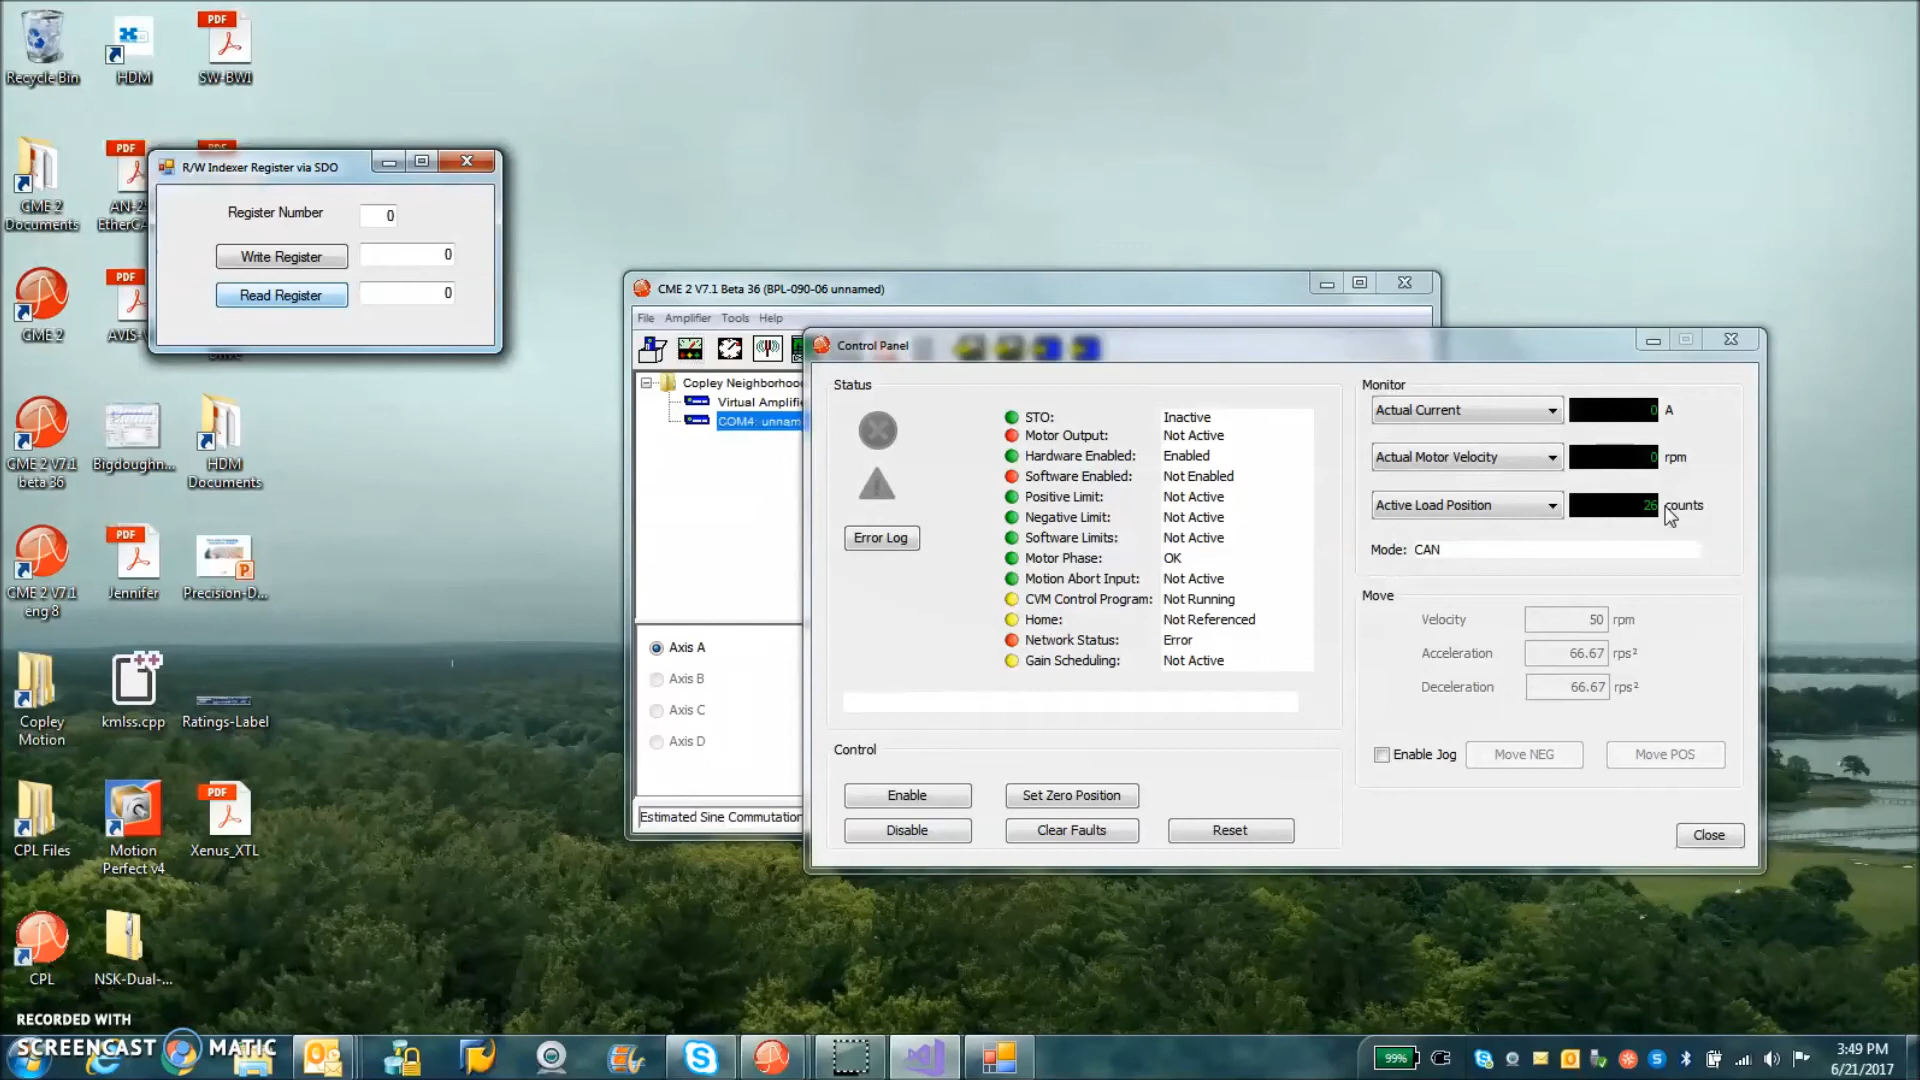 Recycle Bin
HDM
SW-BWI
CME 2
Documents
EtherCA
CME 2
CME 2 V7.1
beta 36
Bigdoughn...
HDM
Documents
CME 2 V7.1
eng 8
Jennifer
Precision-D...
Copley
Motion
kmlss.cpp
Ratings-Label
CPL Files
Motion
Perfect v4
Xenus_XTL
CPL
NSK-Dual-...
R/W Indexer Register via SDO
Register Number 0
Write Register 0
Read Register 0
CME 2 V7.1 Beta 36 (BPL-090-06 unnamed)
File Amplifier Tools Help
Copley Neighborhood
Virtual Amplifie
COM4: unnam
Axis A
Axis B
Axis C
Axis D
Estimated Sine Commutation
Control Panel
Status
STO: Inactive
Motor Output: Not Active
Hardware Enabled: Enabled
Software Enabled: Not Enabled
Positive Limit: Not Active
Negative Limit: Not Active
Software Limits: Not Active
Motor Phase: OK
Motion Abort Input: Not Active
CVM Control Program: Not Running
Home: Not Referenced
Network Status: Error
Gain Scheduling: Not Active
Error Log
Control
Enable
Set Zero Position
Disable
Clear Faults
Reset
Monitor
Actual Current 0 A
Actual Motor Velocity 0 rpm
Active Load Position 26 counts
Mode: CAN
Move
Velocity 50 rpm
Acceleration 66.67 rps²
Deceleration 66.67 rps²
Enable Jog
Move NEG
Move POS
Close
RECORDED WITH
SCREENCAST MATIC
99%
3:49 PM
6/21/2017